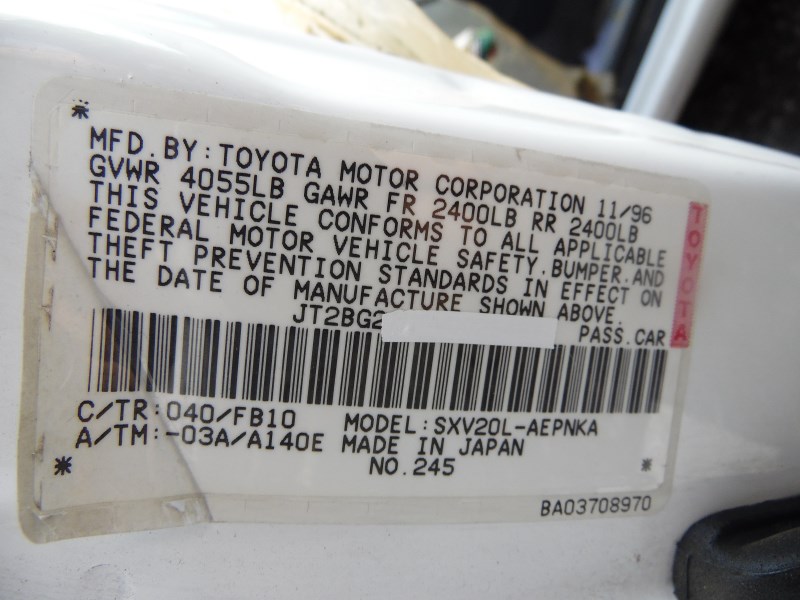 MFD. BY: TOYOTA MOTOR CORPORATION 11/96
GVWR 4055LB GAWR FR 2400LB RR 2400LB
THIS VEHICLE CONFORMS TO ALL APPLICABLE
FEDERAL MOTOR VEHICLE SAFETY. BUMPER. AND
THEFT PREVENTION STANDARDS IN EFFECT ON
THE DATE OF MANUFACTURE SHOWN ABOVE.
JT2BG2 PASS. CAR
TOYOTA
C/TR: 040/FB10 MODEL: SXV20L-AEPNKA
A/TM: -03A/A140E MADE IN JAPAN
NO. 245
BA03708970